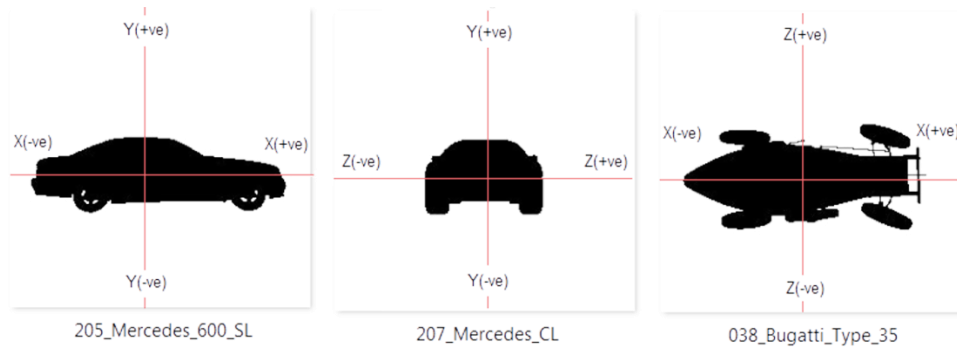 Y(+ve)
X(-ve)
X(+ve)
Y(-ve)
205_Mercedes_600_SL
Y(+ve)
Z(-ve)
Z(+ve)
Y(-ve)
207_Mercedes_CL
Z(+ve)
X(-ve)
X(+ve)
Z(-ve)
038_Bugatti_Type_35